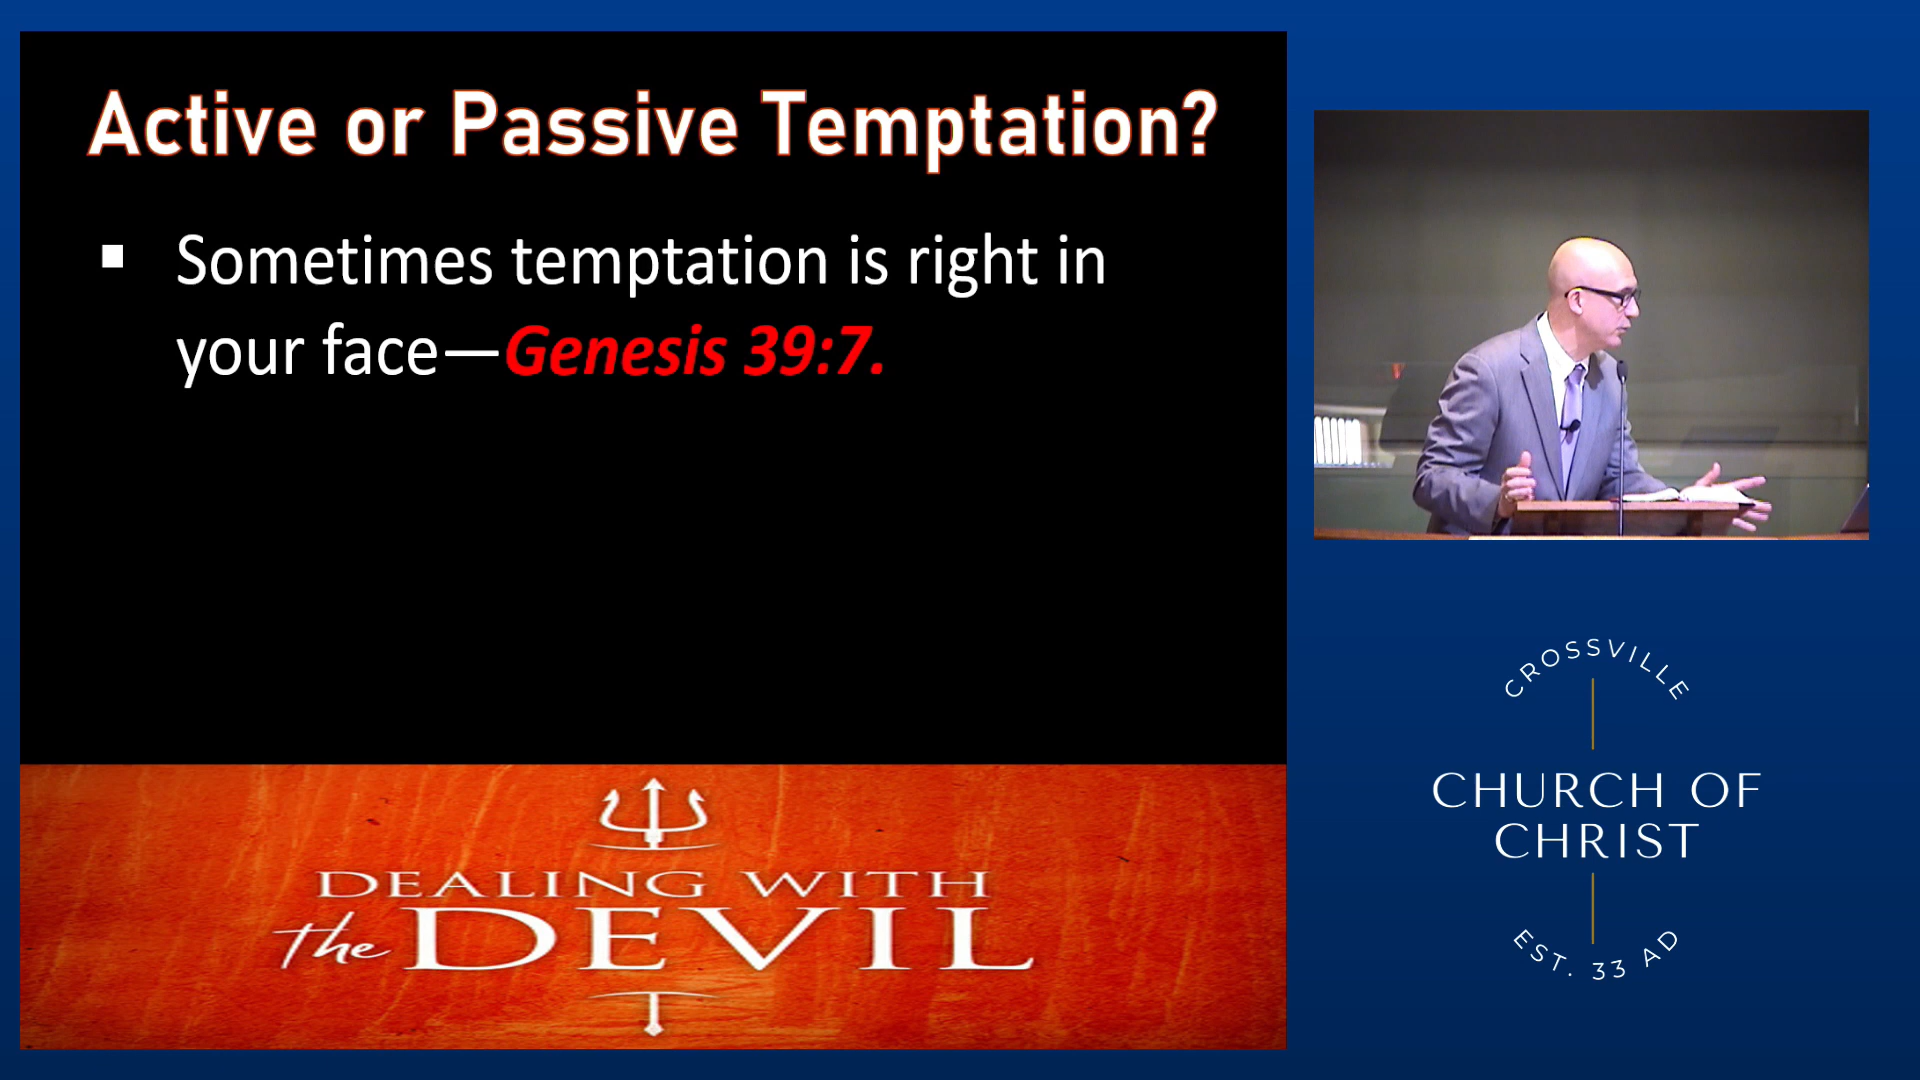 Active or Passive Temptation?
▪ Sometimes temptation is right in
your face—Genesis 39:7.
DEALING WITH
the DEVIL
CROSSVILLE
CHURCH OF
CHRIST
EST. 33 AD